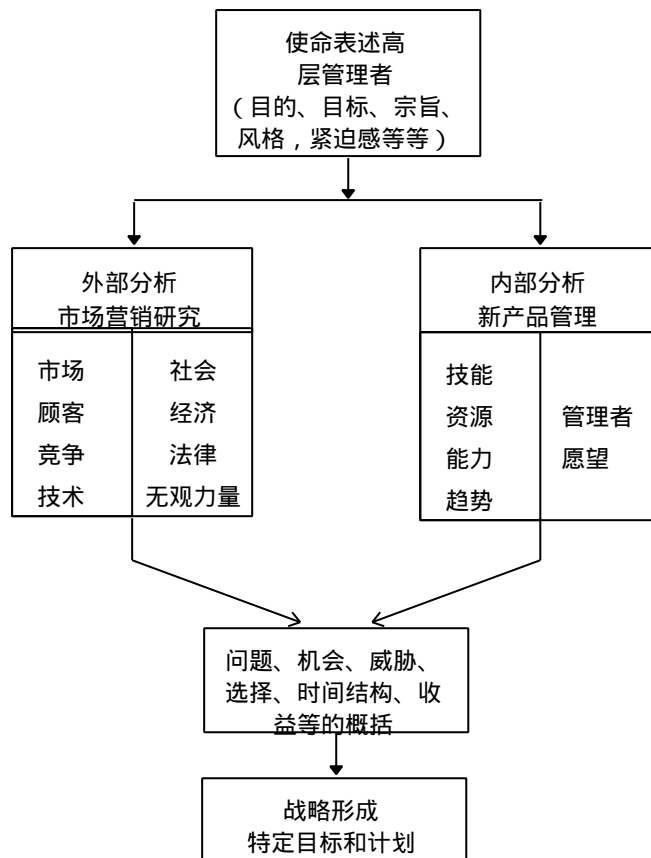 使命表述高
层管理者
（目的、目标、宗旨、
风格，紧迫感等等）
外部分析
市场营销研究
市场
顾客
竞争
技术
社会
经济
法律
无观力量
内部分析
新产品管理
技能
资源
能力
趋势
管理者
愿望
问题、机会、威胁、
选择、时间结构、收
益等的概括
战略形成
特定目标和计划